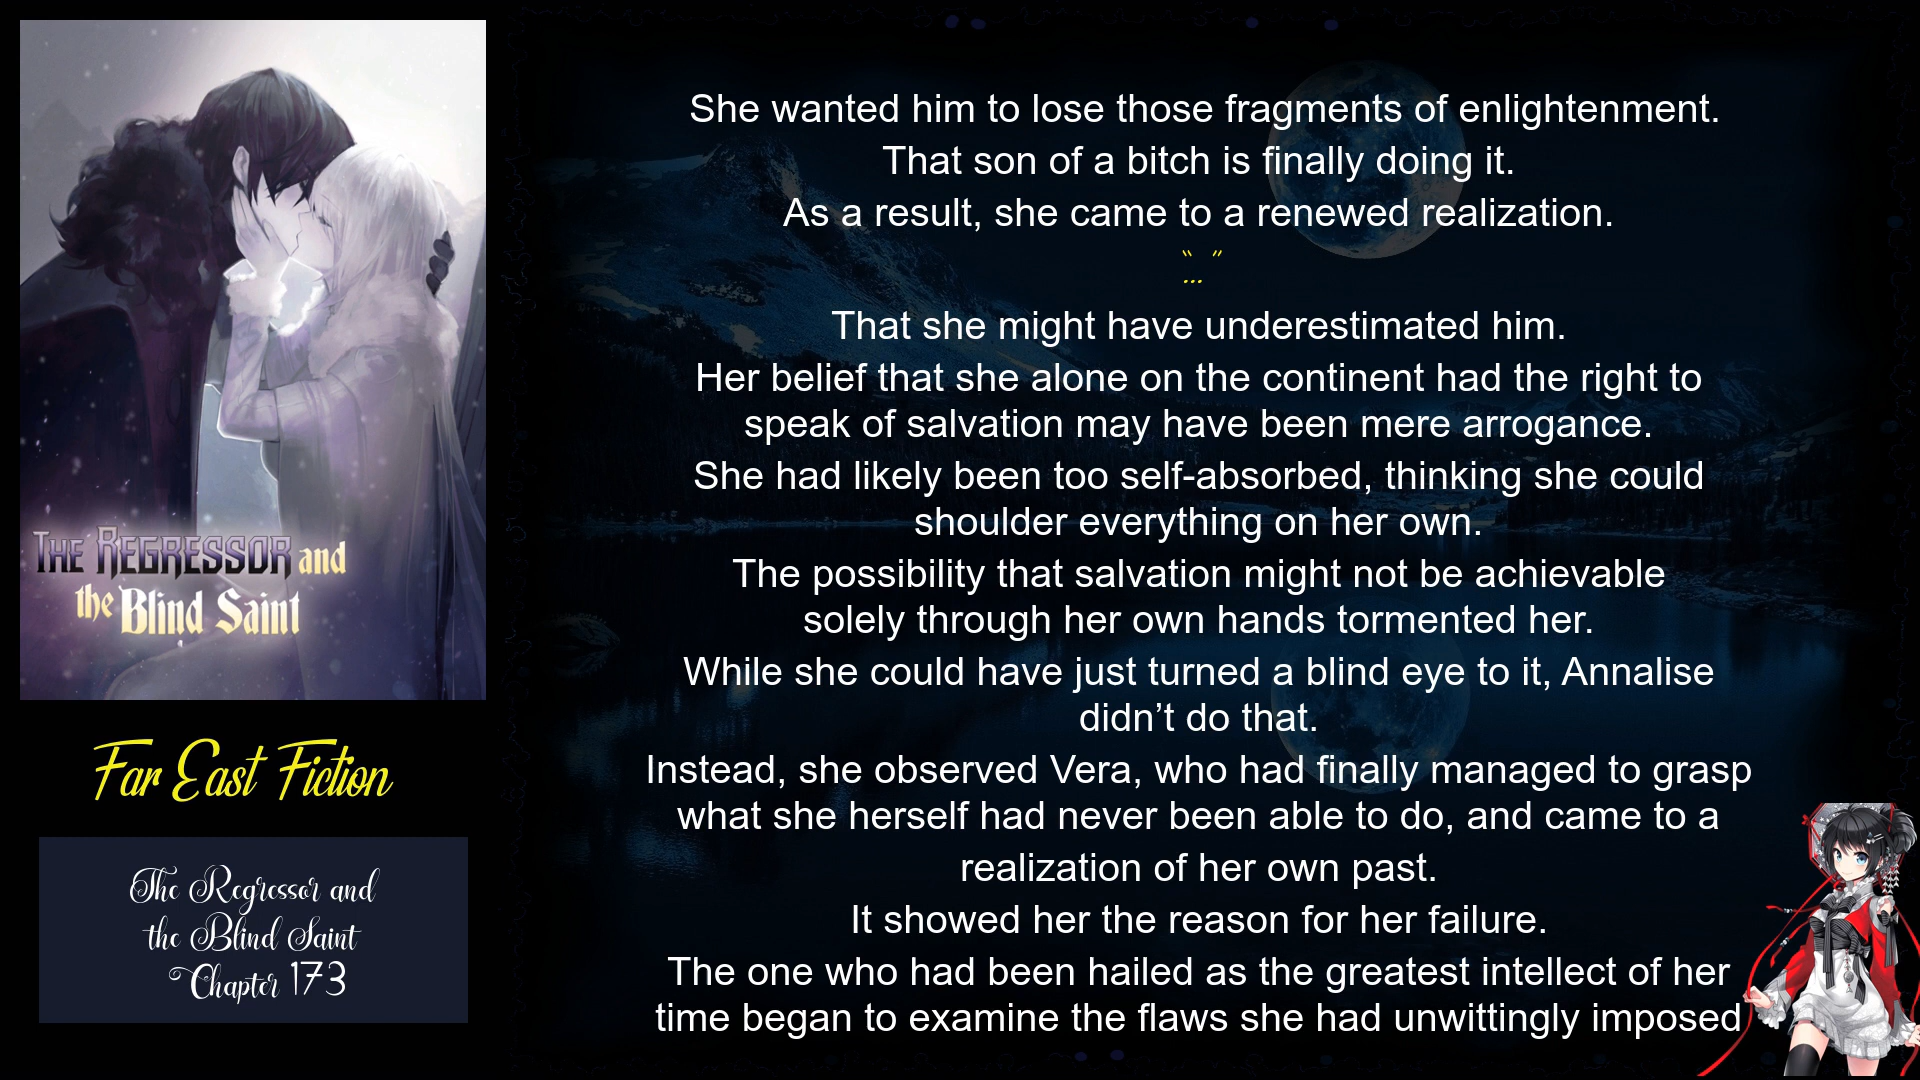 THE REGRESSOR and
the Blind Saint
Far East Fiction
The Regressor and
the Blind Saint
Chapter 173
She wanted him to lose those fragments of enlightenment.
That son of a bitch is finally doing it.
As a result, she came to a renewed realization.
“...”
That she might have underestimated him.
Her belief that she alone on the continent had the right to
speak of salvation may have been mere arrogance.
She had likely been too self-absorbed, thinking she could
shoulder everything on her own.
The possibility that salvation might not be achievable
solely through her own hands tormented her.
While she could have just turned a blind eye to it, Annalise
didn’t do that.
Instead, she observed Vera, who had finally managed to grasp
what she herself had never been able to do, and came to a
realization of her own past.
It showed her the reason for her failure.
The one who had been hailed as the greatest intellect of her
time began to examine the flaws she had unwittingly imposed